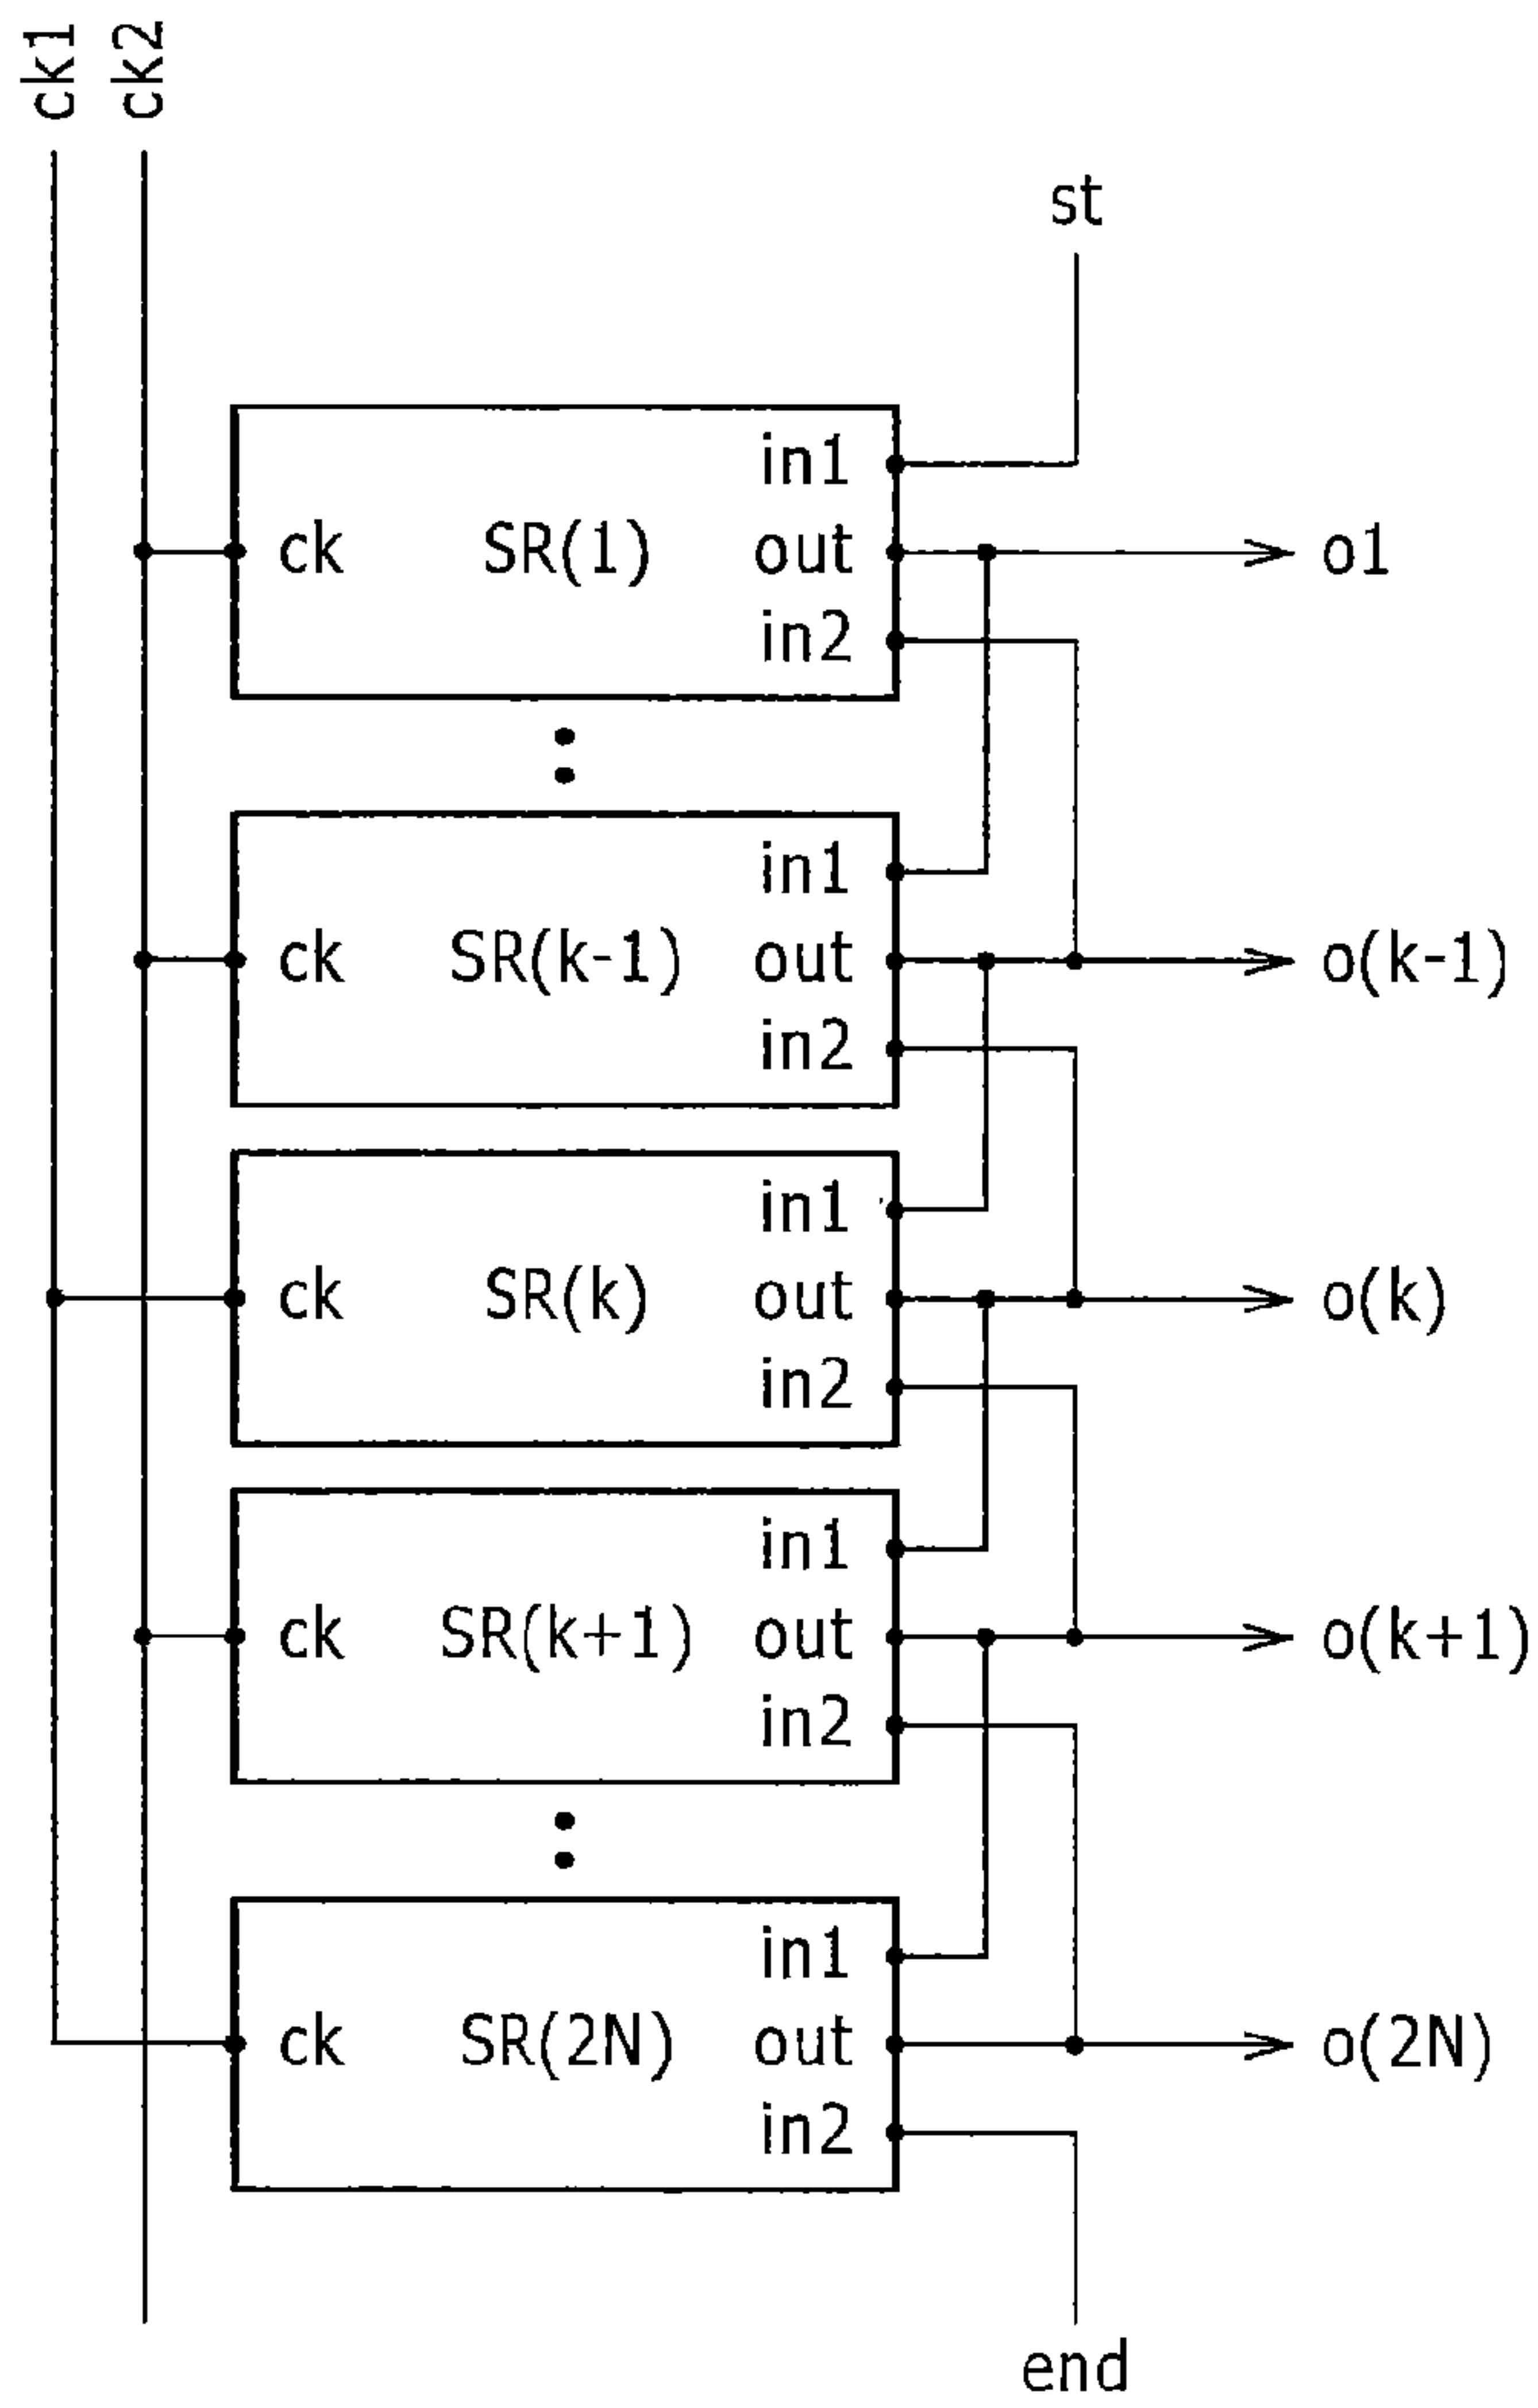 ck1
ck2
st
in1
ck SR(1) out o1
in2
in1
ck SR(k-1) out o(k-1)
in2
in1
ck SR(k) out o(k)
in2
in1
ck SR(k+1) out o(k+1)
in2
in1
ck SR(2N) out o(2N)
in2
end